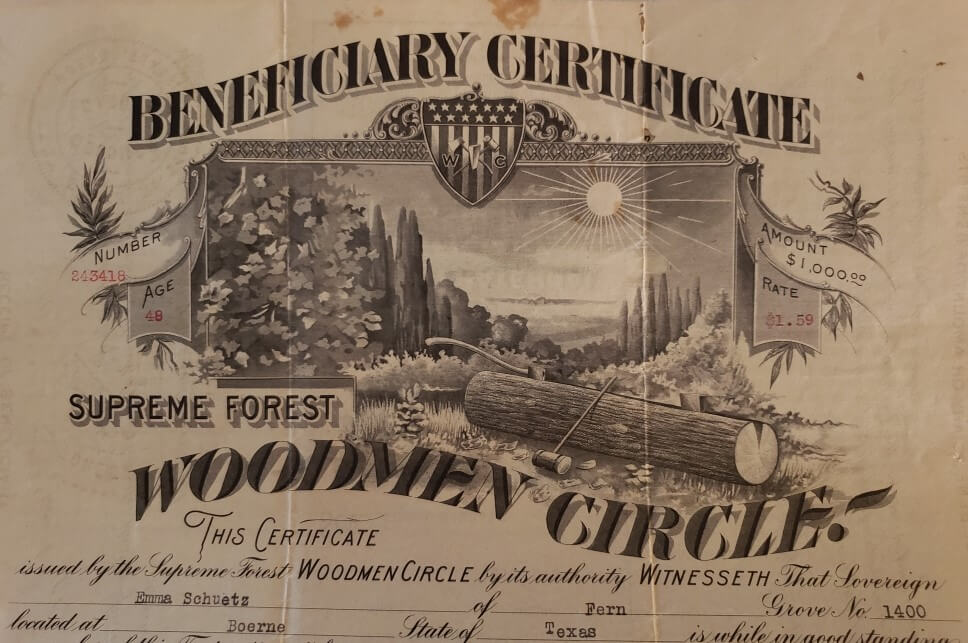 BENEFICIARY CERTIFICATE
W C
NUMBER
243418
AGE
48
AMOUNT
$1,000.00
RATE
$1.59
SUPREME FOREST
WOODMEN CIRCLE.
THIS CERTIFICATE
issued by the Supreme Forest WOODMEN CIRCLE by its authority WITNESSETH That Sovereign
Emma Schuetz of Fern Grove No. 1400
located at Boerne State of Texas is while in good standing